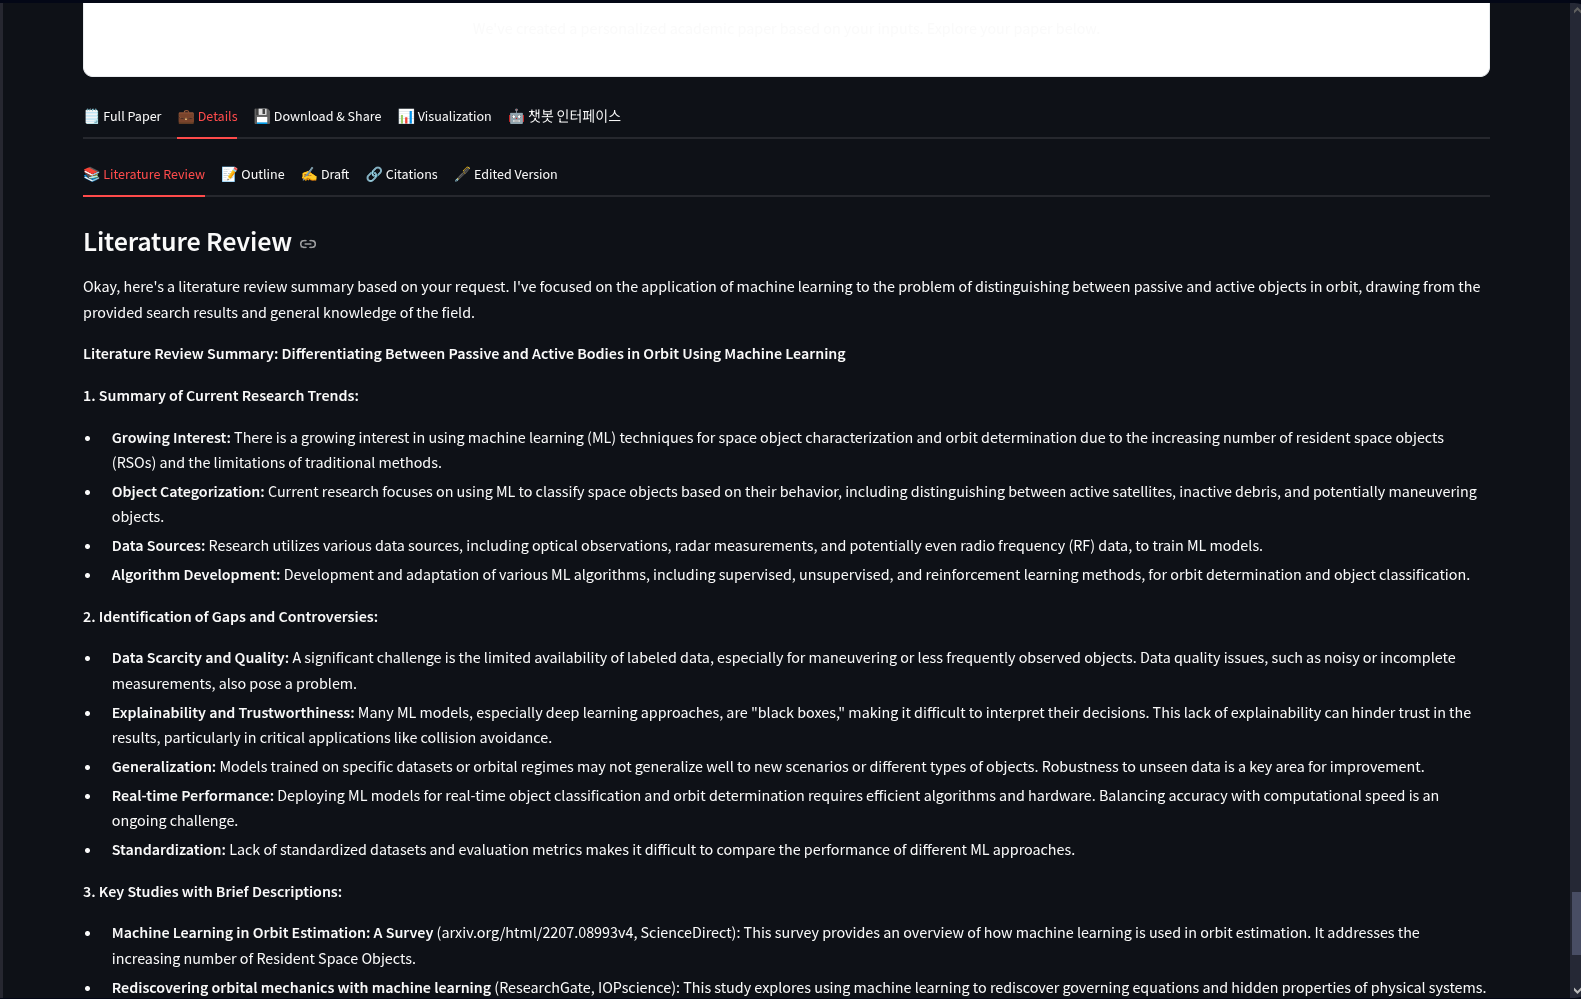 We've created a personalized academic paper based on your inputs. Explore your paper below.
🗒️ Full Paper 💼 Details 💾 Download & Share 📊 Visualization 🤖 챗봇 인터페이스
📚 Literature Review 📝 Outline ✍️ Draft 🔗 Citations 🖋️ Edited Version
Literature Review
Okay, here's a literature review summary based on your request. I've focused on the application of machine learning to the problem of distinguishing between passive and active objects in orbit, drawing from the
provided search results and general knowledge of the field.
Literature Review Summary: Differentiating Between Passive and Active Bodies in Orbit Using Machine Learning
1. Summary of Current Research Trends:
• Growing Interest: There is a growing interest in using machine learning (ML) techniques for space object characterization and orbit determination due to the increasing number of resident space objects
(RSOs) and the limitations of traditional methods.
• Object Categorization: Current research focuses on using ML to classify space objects based on their behavior, including distinguishing between active satellites, inactive debris, and potentially maneuvering
objects.
• Data Sources: Research utilizes various data sources, including optical observations, radar measurements, and potentially even radio frequency (RF) data, to train ML models.
• Algorithm Development: Development and adaptation of various ML algorithms, including supervised, unsupervised, and reinforcement learning methods, for orbit determination and object classification.
2. Identification of Gaps and Controversies:
• Data Scarcity and Quality: A significant challenge is the limited availability of labeled data, especially for maneuvering or less frequently observed objects. Data quality issues, such as noisy or incomplete
measurements, also pose a problem.
• Explainability and Trustworthiness: Many ML models, especially deep learning approaches, are "black boxes," making it difficult to interpret their decisions. This lack of explainability can hinder trust in the
results, particularly in critical applications like collision avoidance.
• Generalization: Models trained on specific datasets or orbital regimes may not generalize well to new scenarios or different types of objects. Robustness to unseen data is a key area for improvement.
• Real-time Performance: Deploying ML models for real-time object classification and orbit determination requires efficient algorithms and hardware. Balancing accuracy with computational speed is an
ongoing challenge.
• Standardization: Lack of standardized datasets and evaluation metrics makes it difficult to compare the performance of different ML approaches.
3. Key Studies with Brief Descriptions:
• Machine Learning in Orbit Estimation: A Survey (arxiv.org/html/2207.08993v4, ScienceDirect): This survey provides an overview of how machine learning is used in orbit estimation. It addresses the
increasing number of Resident Space Objects.
• Rediscovering orbital mechanics with machine learning (ResearchGate, IOPscience): This study explores using machine learning to rediscover governing equations and hidden properties of physical systems.